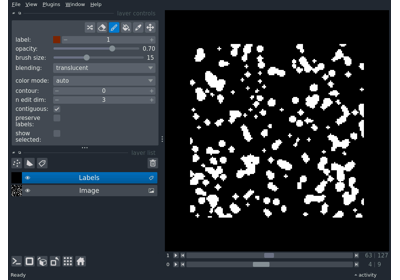 File View Plugins Window Help
layer controls
label: 1
opacity: 0.70
brush size: 15
blending: translucent
color mode: auto
contour: 0
n edit dim: 3
contiguous:
preserve
labels:
show
selected:
layer list
Labels
Image
1 63 127
0 4 9
Ready
activity